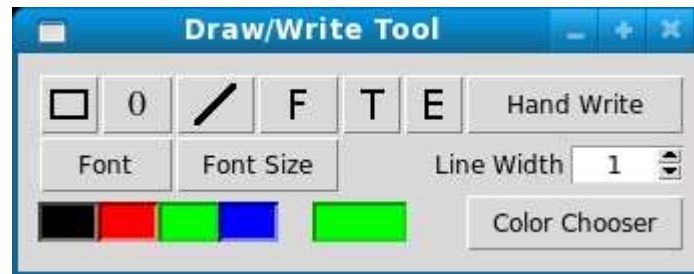 Draw/Write Tool
0 F T E Hand Write
Font Font Size Line Width 1
Color Chooser